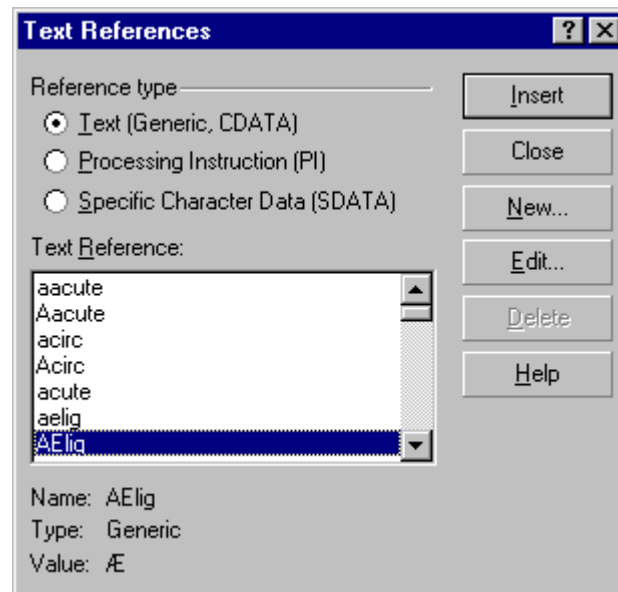 Text References
Reference type
Text (Generic, CDATA)
Processing Instruction (PI)
Specific Character Data (SDATA)
Text Reference:
aacute
Aacute
acirc
Acirc
acute
aelig
AElig
Name: AElig
Type: Generic
Value: Æ
Insert
Close
New...
Edit...
Delete
Help